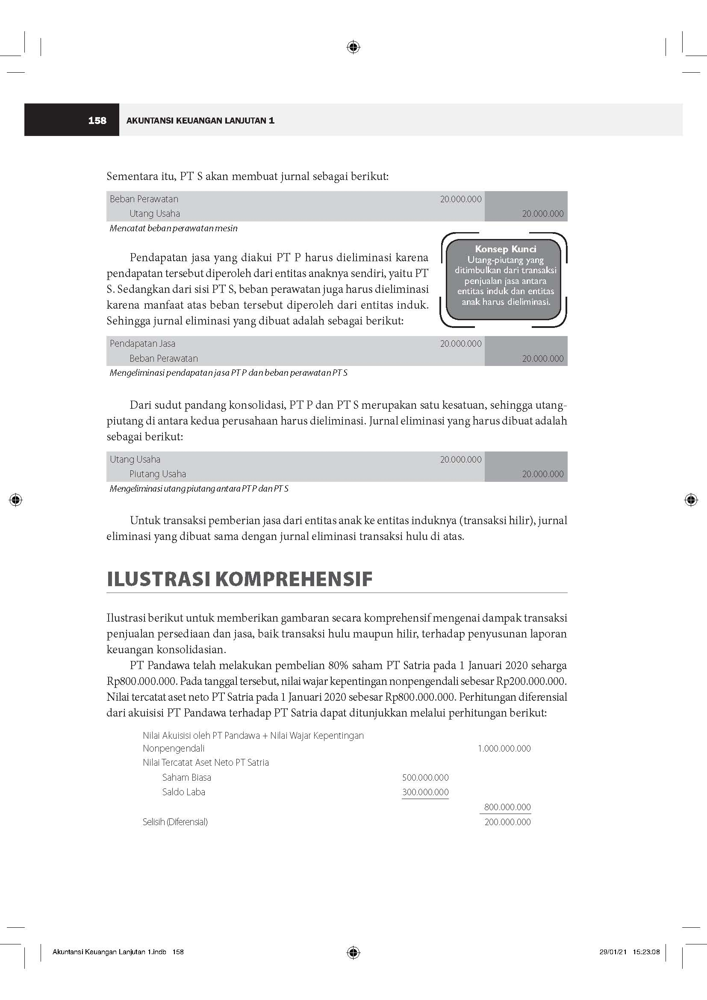 158 AKUNTANSI KEUANGAN LANJUTAN 1
Sementara itu, PT S akan membuat jurnal sebagai berikut:
Beban Perawatan 20.000.000
Utang Usaha 20.000.000
Mencatat beban perawatan mesin
Pendapatan jasa yang diakui PT P harus dieliminasi karena
pendapatan tersebut diperoleh dari entitas anaknya sendiri, yaitu PT
S. Sedangkan dari sisi PT S, beban perawatan juga harus dieliminasi
karena manfaat atas beban tersebut diperoleh dari entitas induk.
Sehingga jurnal eliminasi yang dibuat adalah sebagai berikut:
Konsep Kunci
Utang-piutang yang
ditimbulkan dari transaksi
penjualan jasa antara
entitas induk dan entitas
anak harus dieliminasi.
Pendapatan Jasa 20.000.000
Beban Perawatan 20.000.000
Mengeliminasi pendapatan jasa PT P dan beban perawatan PT S
Dari sudut pandang konsolidasi, PT P dan PT S merupakan satu kesatuan, sehingga utang-
piutang di antara kedua perusahaan harus dieliminasi. Jurnal eliminasi yang harus dibuat adalah
sebagai berikut:
Utang Usaha 20.000.000
Piutang Usaha 20.000.000
Mengeliminasi utang piutang antara PT P dan PT S
Untuk transaksi pemberian jasa dari entitas anak ke entitas induknya (transaksi hilir), jurnal
eliminasi yang dibuat sama dengan jurnal eliminasi transaksi hulu di atas.
ILUSTRASI KOMPREHENSIF
Ilustrasi berikut untuk memberikan gambaran secara komprehensif mengenai dampak transaksi
penjualan persediaan dan jasa, baik transaksi hulu maupun hilir, terhadap penyusunan laporan
keuangan konsolidasian.
PT Pandawa telah melakukan pembelian 80% saham PT Satria pada 1 Januari 2020 seharga
Rp800.000.000. Pada tanggal tersebut, nilai wajar kepentingan nonpengendali sebesar Rp200.000.000.
Nilai tercatat aset neto PT Satria pada 1 Januari 2020 sebesar Rp800.000.000. Perhitungan diferensial
dari akuisisi PT Pandawa terhadap PT Satria dapat ditunjukkan melalui perhitungan berikut:
Nilai Akuisisi oleh PT Pandawa + Nilai Wajar Kepentingan
Nonpengendali 1.000.000.000
Nilai Tercatat Aset Neto PT Satria
Saham Biasa 500.000.000
Saldo Laba 300.000.000
800.000.000
Selisih (Diferensial) 200.000.000
Akuntansi Keuangan Lanjutan 1.indb 158 29/01/21 15:23:08